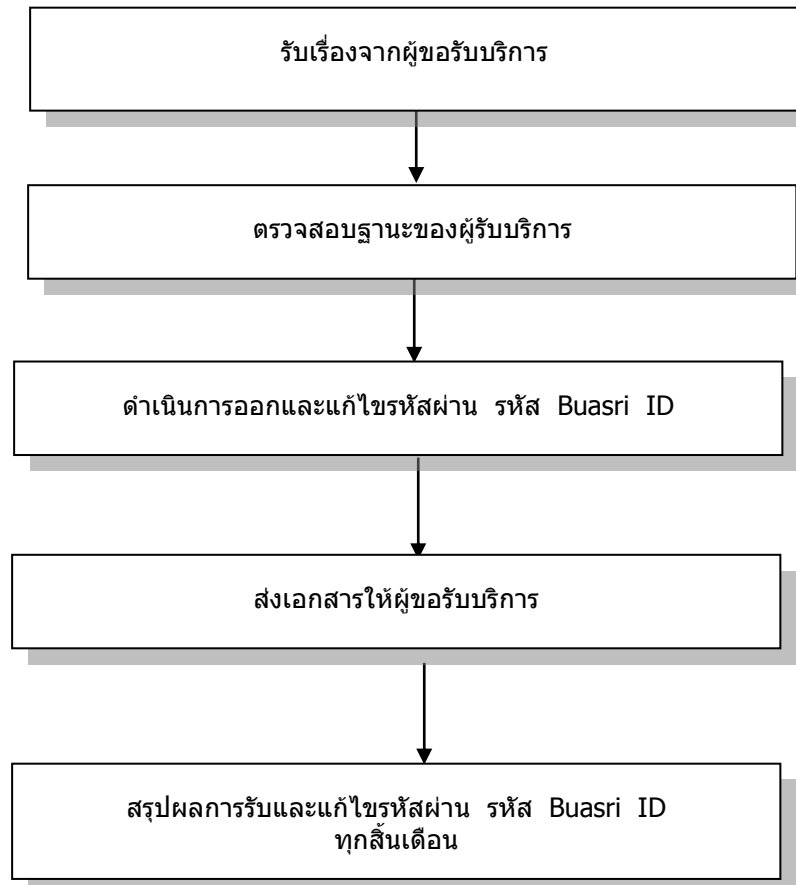 รับเรื่องจากผู้ขอรับบริการ
ตรวจสอบฐานะของผู้รับบริการ
ดำเนินการออกและแก้ไขรหัสผ่าน รหัส Buasri ID
ส่งเอกสารให้ผู้ขอรับบริการ
สรุปผลการรับและแก้ไขรหัสผ่าน รหัส Buasri ID
ทุกสิ้นเดือน